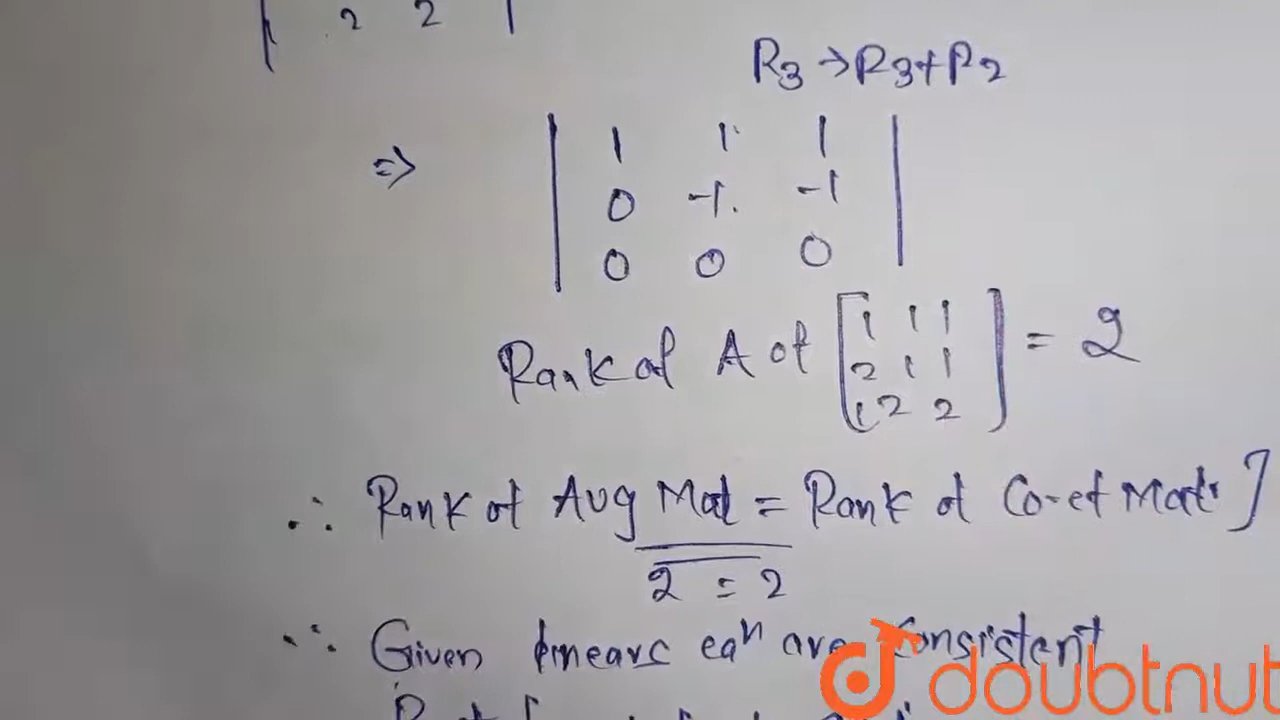 2 2
R3→R3+R2
⇒ | 1 1 1 |
| 0 -1 -1 |
| 0 0 0 |
Rank of A of [ 1 1 1
2 1 1
1 2 2 ] = 2
∴ Rank of Aug Mat = Rank of Co-ef Mat ]
2 = 2
∴ Given eqn are Consistent
doubtnut